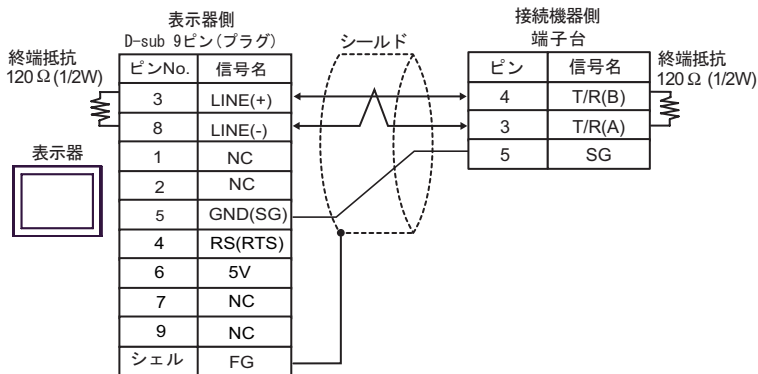 表示器側
D-sub 9ピン(プラグ)
終端抵抗
120 Ω (1/2W)
ピンNo. 信号名
3 LINE(+)
8 LINE(-)
1 NC
2 NC
5 GND(SG)
4 RS(RTS)
6 5V
7 NC
9 NC
シェル FG
表示器
シールド
接続機器側
端子台
ピン 信号名
4 T/R(B)
3 T/R(A)
5 SG
終端抵抗
120 Ω (1/2W)